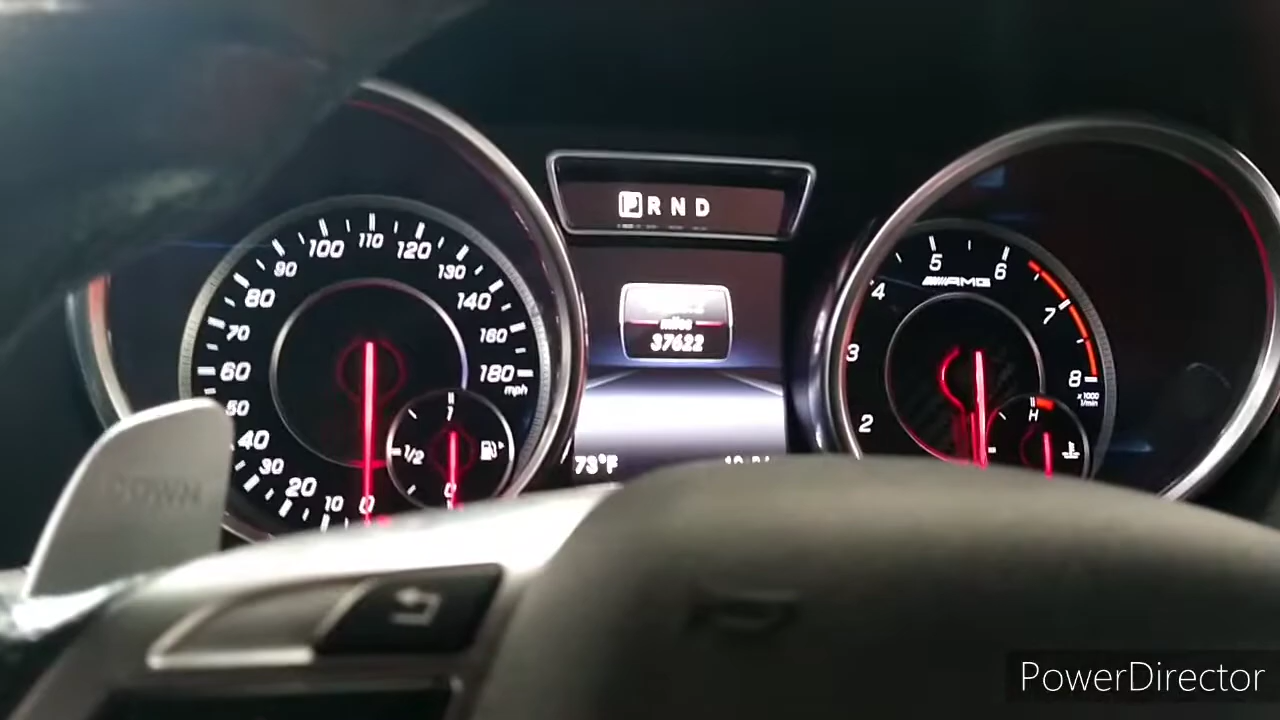 P R N D
100 110 120
90 130
80 140
70 160
60 180
mph
50
40
30
20
10 0
1
1/2
0
miles
37622
73°F
5 6
AMG
4
7
3
8
x1000
1/min
2
H
DOWN
PowerDirector